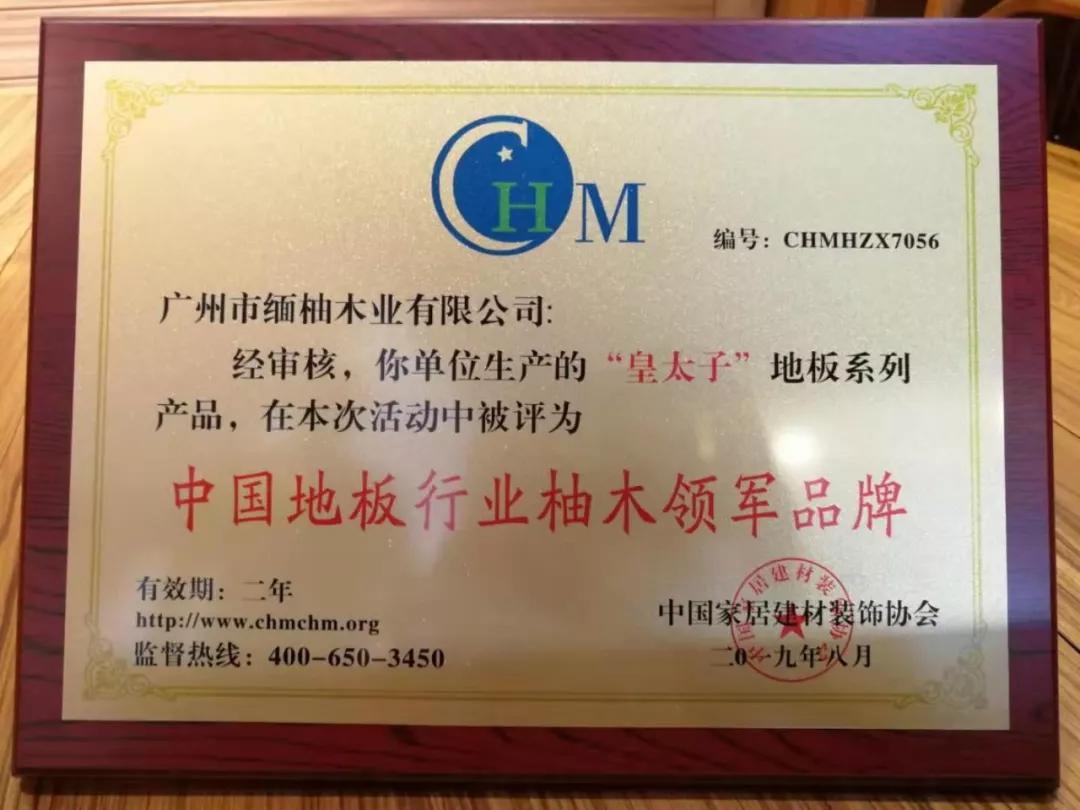 CHM
编号：CHMHZX7056
广州市缅柚木业有限公司:
经审核，你单位生产的“皇太子”地板系列
产品，在本次活动中被评为
中国地板行业柚木领军品牌
有效期：二年
http://www.chmchm.org
监督热线：400-650-3450
中国家居建材装饰协会
二0一九年八月